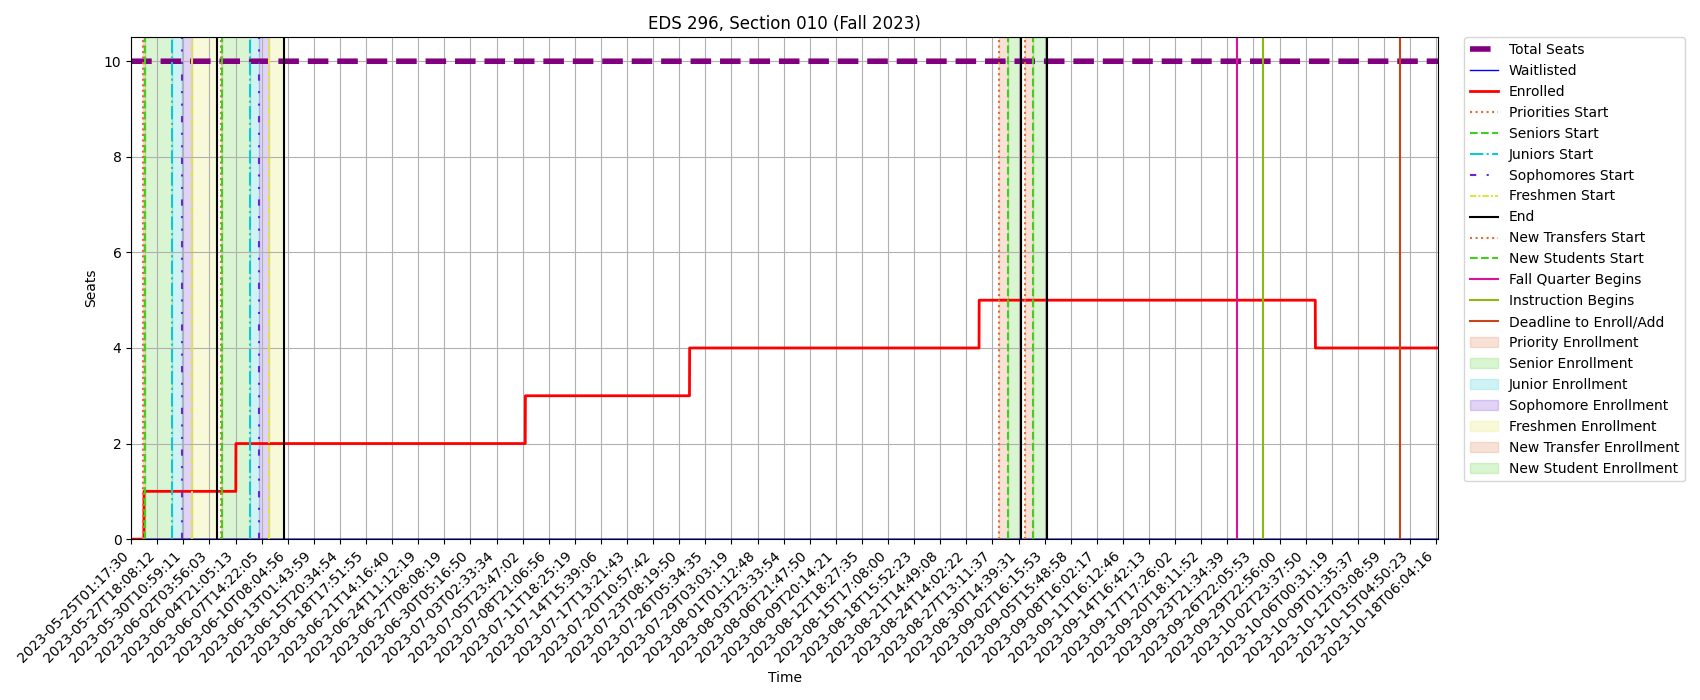 EDS 296, Section 010 (Fall 2023)
Seats
10
8
6
4
2
0
2023-05-25T01:17:30
2023-05-27T18:08:12
2023-05-30T10:59:11
2023-06-02T03:56:03
2023-06-04T21:05:13
2023-06-07T14:22:05
2023-06-10T08:04:56
2023-06-13T01:43:59
2023-06-15T20:34:54
2023-06-18T17:51:55
2023-06-21T14:16:40
2023-06-24T11:12:19
2023-06-27T08:08:19
2023-06-30T05:16:50
2023-07-03T02:33:34
2023-07-05T23:47:02
2023-07-08T21:06:56
2023-07-11T18:25:19
2023-07-14T15:39:06
2023-07-17T13:21:43
2023-07-20T10:57:42
2023-07-23T08:19:50
2023-07-26T05:34:35
2023-07-29T03:03:19
2023-08-01T01:12:48
2023-08-03T23:33:54
2023-08-06T21:47:50
2023-08-09T20:14:21
2023-08-12T18:27:35
2023-08-15T17:08:00
2023-08-18T15:52:23
2023-08-21T14:49:08
2023-08-24T14:02:22
2023-08-27T13:11:37
2023-08-30T14:39:31
2023-09-02T16:15:53
2023-09-05T15:48:58
2023-09-08T16:02:17
2023-09-11T16:12:46
2023-09-14T16:42:13
2023-09-17T17:26:02
2023-09-20T18:11:52
2023-09-23T21:34:39
2023-09-26T22:05:53
2023-09-29T22:56:00
2023-10-02T23:37:50
2023-10-06T00:31:19
2023-10-09T01:35:37
2023-10-12T03:08:59
2023-10-15T04:50:23
2023-10-18T06:04:16
Time
Total Seats
Waitlisted
Enrolled
Priorities Start
Seniors Start
Juniors Start
Sophomores Start
Freshmen Start
End
New Transfers Start
New Students Start
Fall Quarter Begins
Instruction Begins
Deadline to Enroll/Add
Priority Enrollment
Senior Enrollment
Junior Enrollment
Sophomore Enrollment
Freshmen Enrollment
New Transfer Enrollment
New Student Enrollment